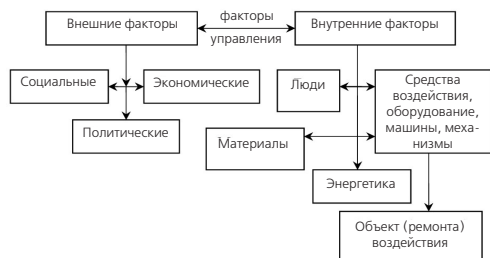 Внешние факторы
факторы
управления
Внутренние факторы
Социальные
Экономические
Политические
Люди
Средства
воздействия,
оборудование,
машины, меха-
низмы
Материалы
Энергетика
Объект (ремонта)
воздействия